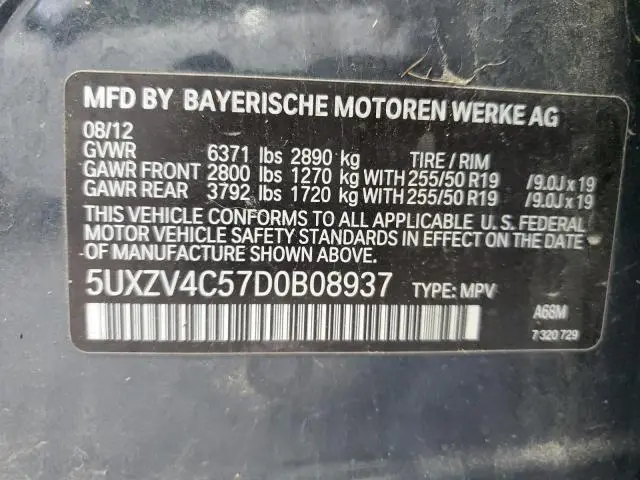 MFD BY BAYERISCHE MOTOREN WERKE AG
08/12
GVWR 6371 lbs 2890 kg TIRE / RIM
GAWR FRONT 2800 lbs 1270 kg WITH 255/50 R19 /9.0J x 19
GAWR REAR 3792 lbs 1720 kg WITH 255/50 R19 /9.0J x 19
THIS VEHICLE CONFORMS TO ALL APPLICABLE U. S. FEDERAL
MOTOR VEHICLE SAFETY STANDARDS IN EFFECT ON THE DATE
OF MANUFACTURE SHOWN ABOVE.
5UXZV4C57D0B08937 TYPE: MPV
A68M
7 320 729